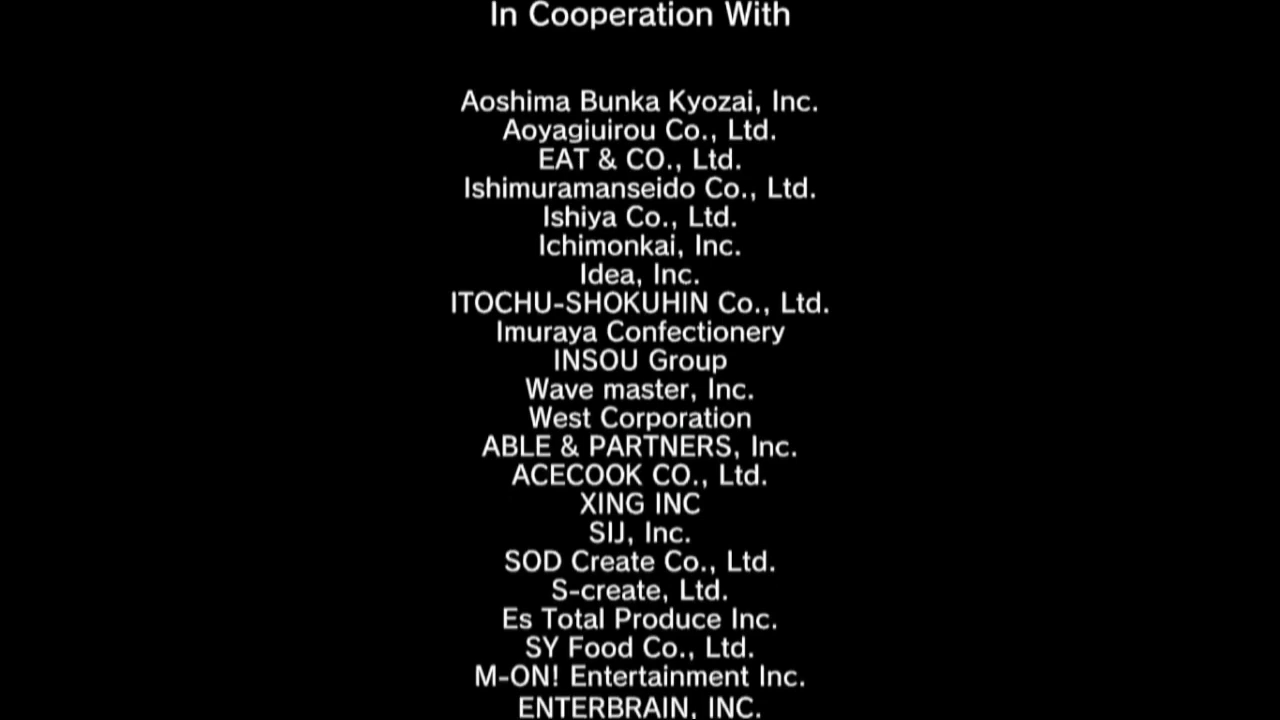 In Cooperation With
Aoshima Bunka Kyozai, Inc.
Aoyagiuirou Co., Ltd.
EAT & CO., Ltd.
Ishimuramanseido Co., Ltd.
Ishiya Co., Ltd.
Ichimonkai, Inc.
Idea, Inc.
ITOCHU-SHOKUHIN Co., Ltd.
Imuraya Confectionery
INSOU Group
Wave master, Inc.
West Corporation
ABLE & PARTNERS, Inc.
ACECOOK CO., Ltd.
XING INC
SIJ, Inc.
SOD Create Co., Ltd.
S-create, Ltd.
Es Total Produce Inc.
SY Food Co., Ltd.
M-ON! Entertainment Inc.
ENTERBRAIN, INC.